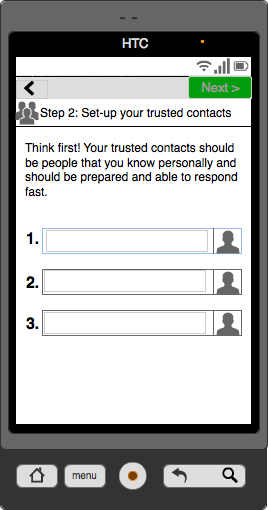 HTC
Next >
Step 2: Set-up your trusted contacts
Think first! Your trusted contacts should
be people that you know personally and
should be prepared and able to respond
fast.
1.
2.
3.
menu